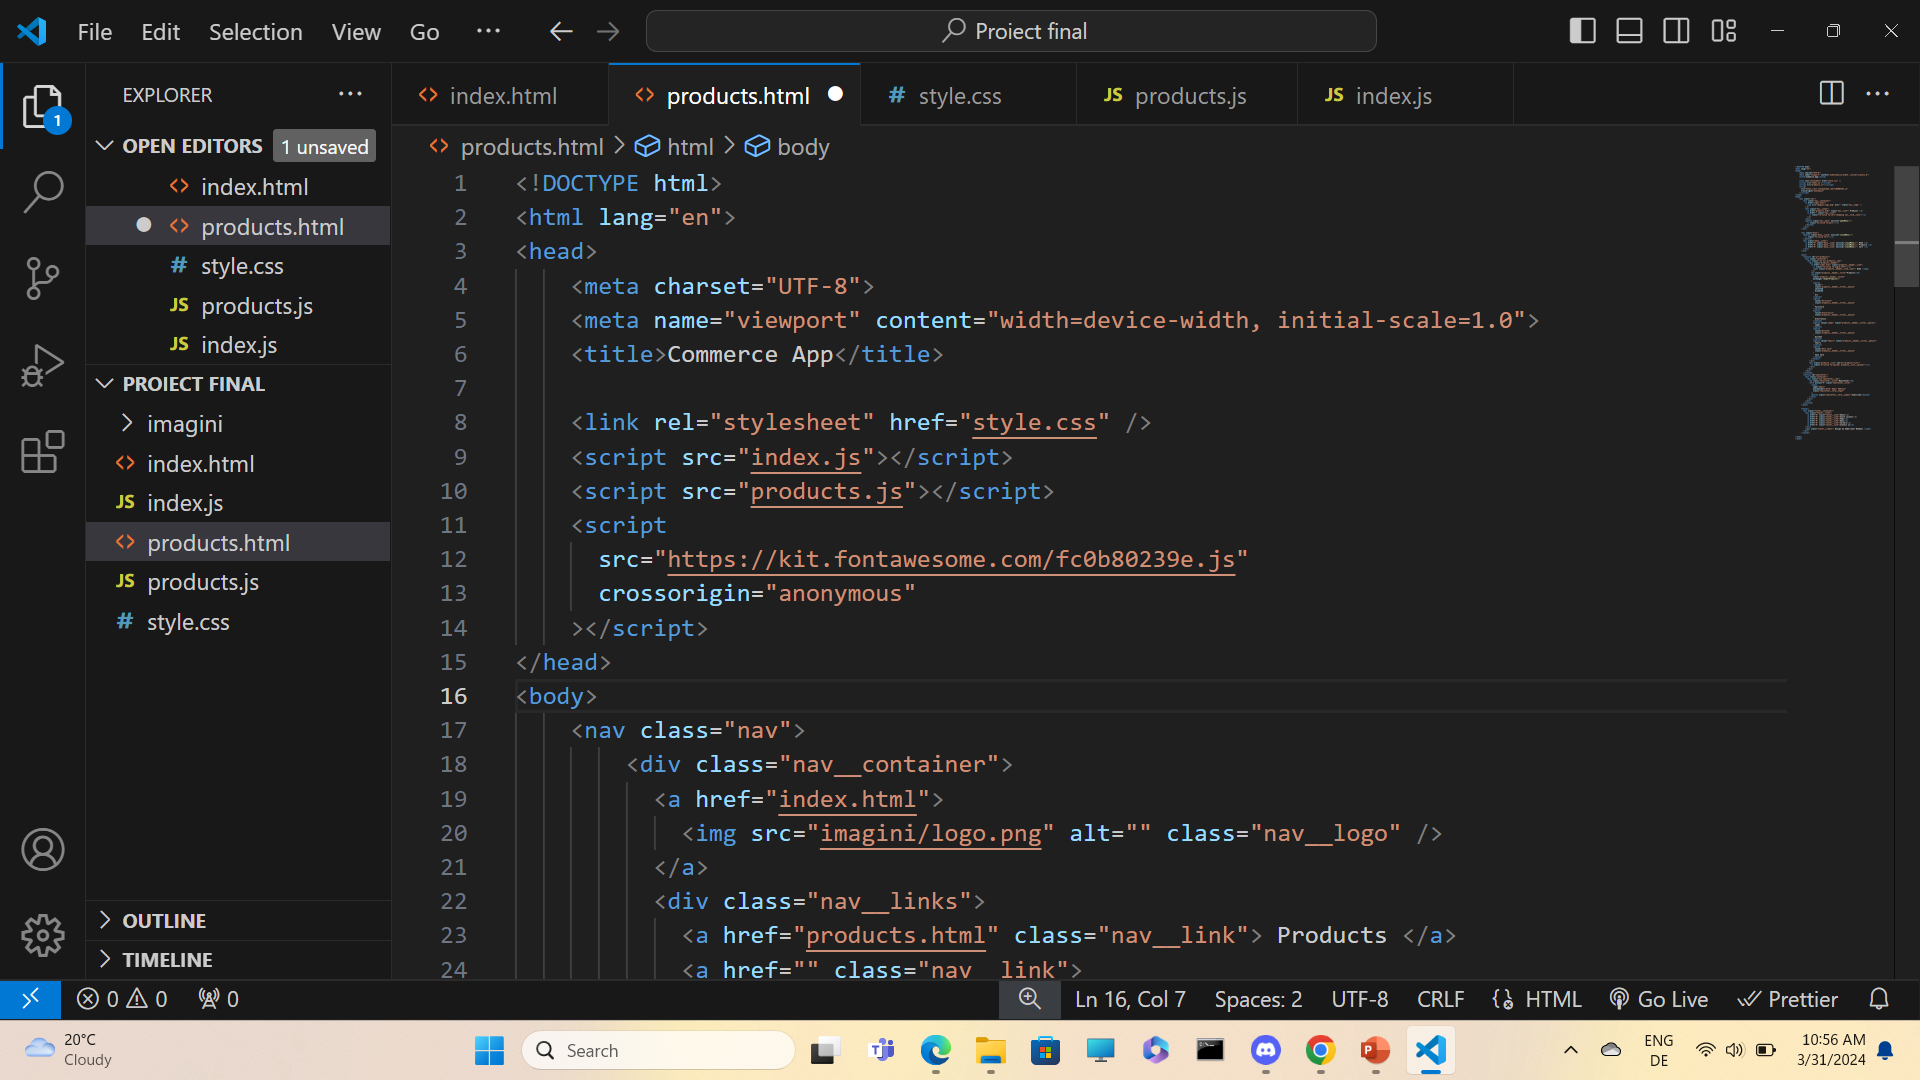 File Edit Selection View Go ··· Proiect final
EXPLORER ···
index.html products.html style.css products.js index.js
1
OPEN EDITORS 1 unsaved
index.html
products.html
style.css
products.js
index.js
PROIECT FINAL
imagini
index.html
index.js
products.html
products.js
style.css
OUTLINE
TIMELINE
products.html > html > body
1 <!DOCTYPE html>
2 <html lang="en">
3 <head>
4 <meta charset="UTF-8">
5 <meta name="viewport" content="width=device-width, initial-scale=1.0">
6 <title>Commerce App</title>
7
8 <link rel="stylesheet" href="style.css" />
9 <script src="index.js"></script>
10 <script src="products.js"></script>
11 <script
12 src="https://kit.fontawesome.com/fc0b80239e.js"
13 crossorigin="anonymous"
14 ></script>
15 </head>
16 <body>
17 <nav class="nav">
18 <div class="nav__container">
19 <a href="index.html">
20 <img src="imagini/logo.png" alt="" class="nav__logo" />
21 </a>
22 <div class="nav__links">
23 <a href="products.html" class="nav__link"> Products </a>
24 <a href="" class="nav__link">
0 0 0 Ln 16, Col 7 Spaces: 2 UTF-8 CRLF HTML Go Live Prettier
20°C
Cloudy
Search
ENG
DE
10:56 AM
3/31/2024